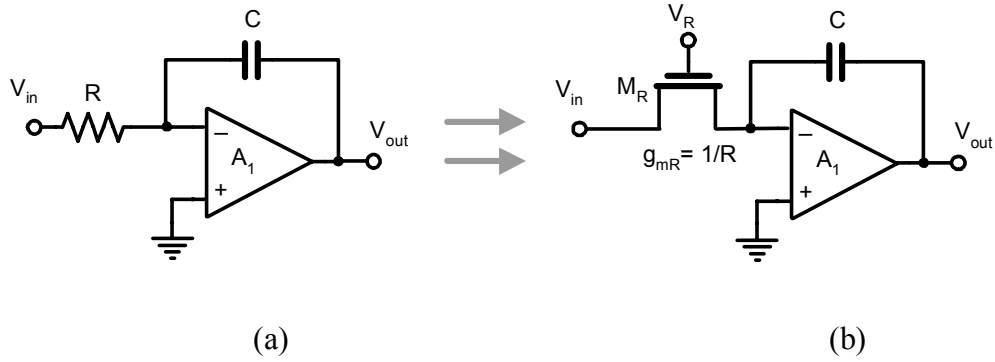 C
V_in
R
−
A_1
+
V_out
V_R
C
V_in
M_R
g_mR = 1/R
−
A_1
+
V_out
(a)
(b)